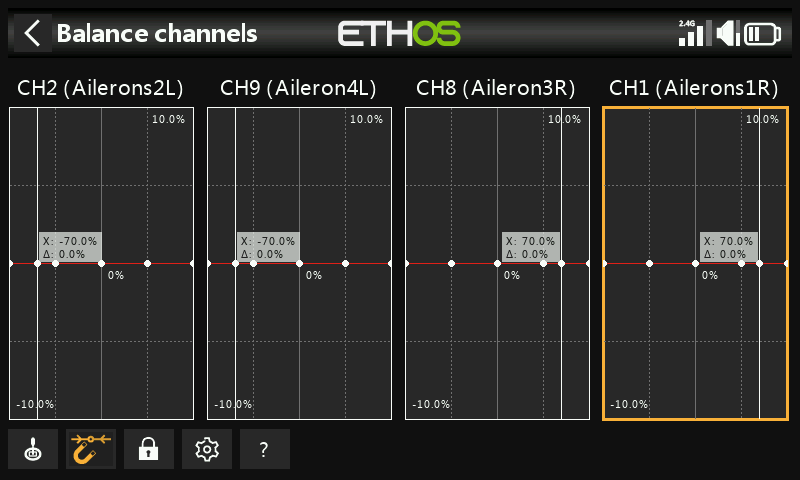 Balance channels
ETHOS
2.4G
CH2 (Ailerons2L)
CH9 (Aileron4L)
CH8 (Aileron3R)
CH1 (Ailerons1R)
10.0%
10.0%
10.0%
10.0%
X: -70.0%
Δ: 0.0%
X: -70.0%
Δ: 0.0%
X: 70.0%
Δ: 0.0%
X: 70.0%
Δ: 0.0%
0%
0%
0%
0%
-10.0%
-10.0%
-10.0%
-10.0%
?